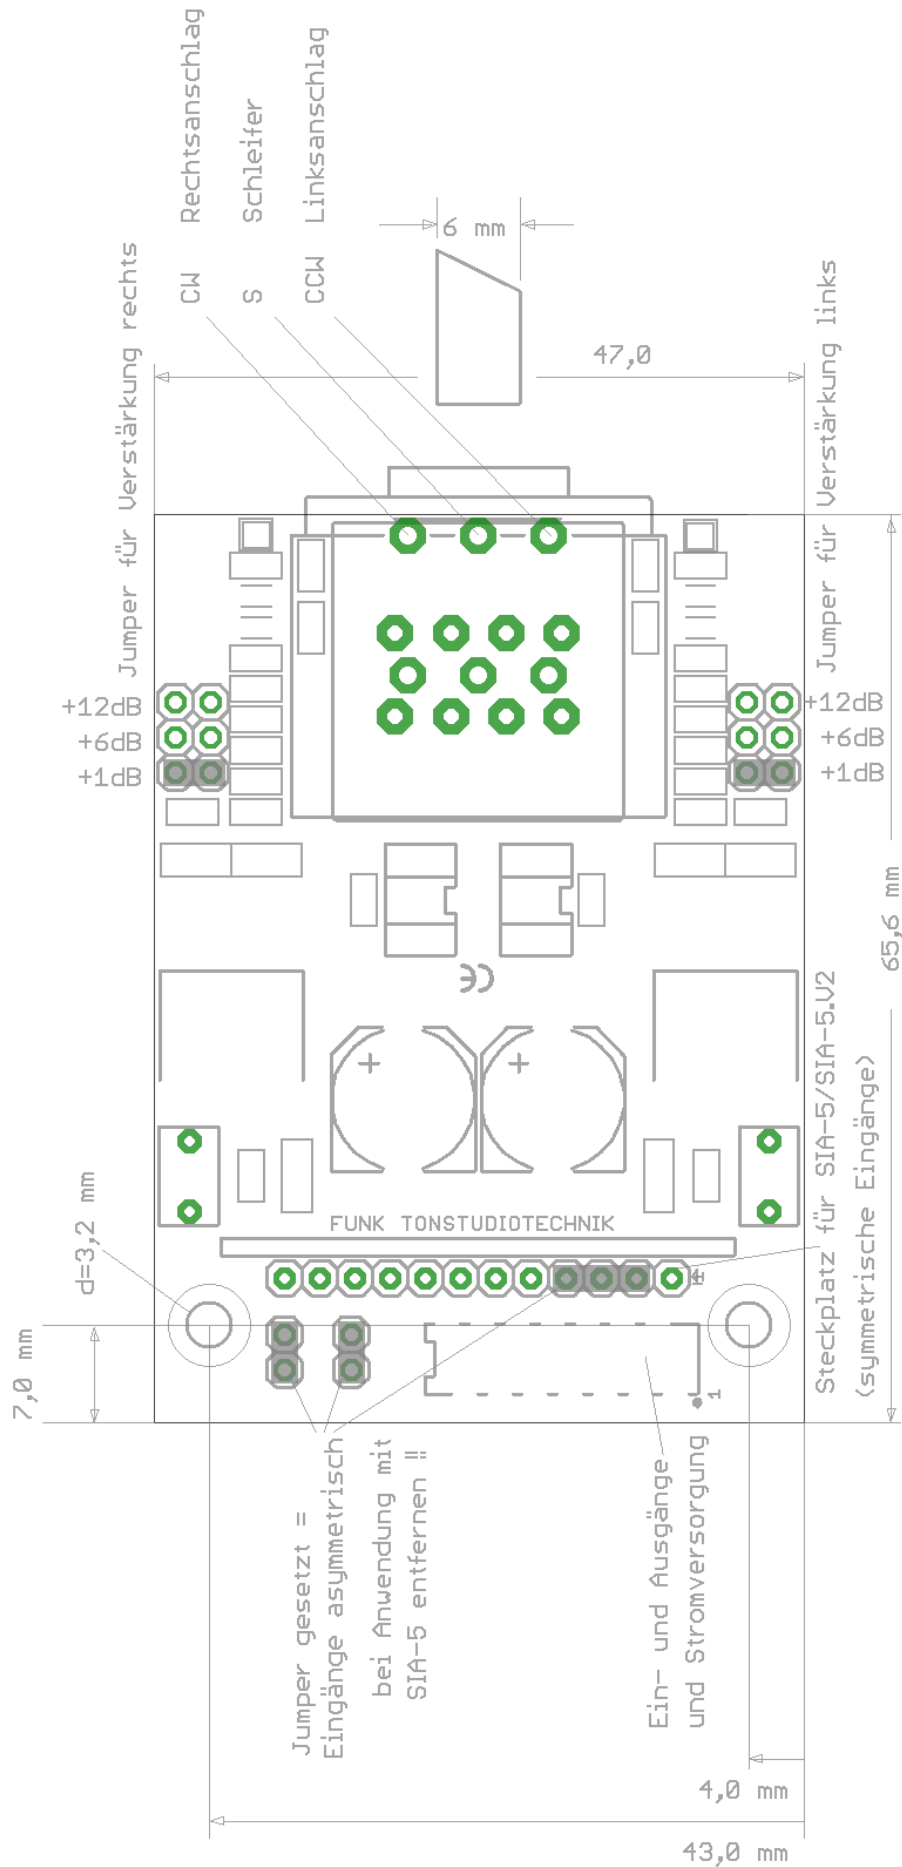 CW Rechtsanschlag
S Schleifer
CCW Linksanschlag
6 mm
47,0
Jumper für Verstärkung rechts
Jumper für Verstärkung links
+12dB
+6dB
+1dB
+12dB
+6dB
+1dB
65,6 mm
CE
+
+
FUNK TONSTUDIOTECHNIK
Steckplatz für SIA-5/SIA-5.V2
(symmetrische Eingänge)
d=3,2 mm
7,0 mm
1
1
Jumper gesetzt =
Eingänge asymmetrisch
bei Anwendung mit
SIA-5 entfernen !!
Ein- und Ausgänge
und Stromversorgung
4,0 mm
43,0 mm